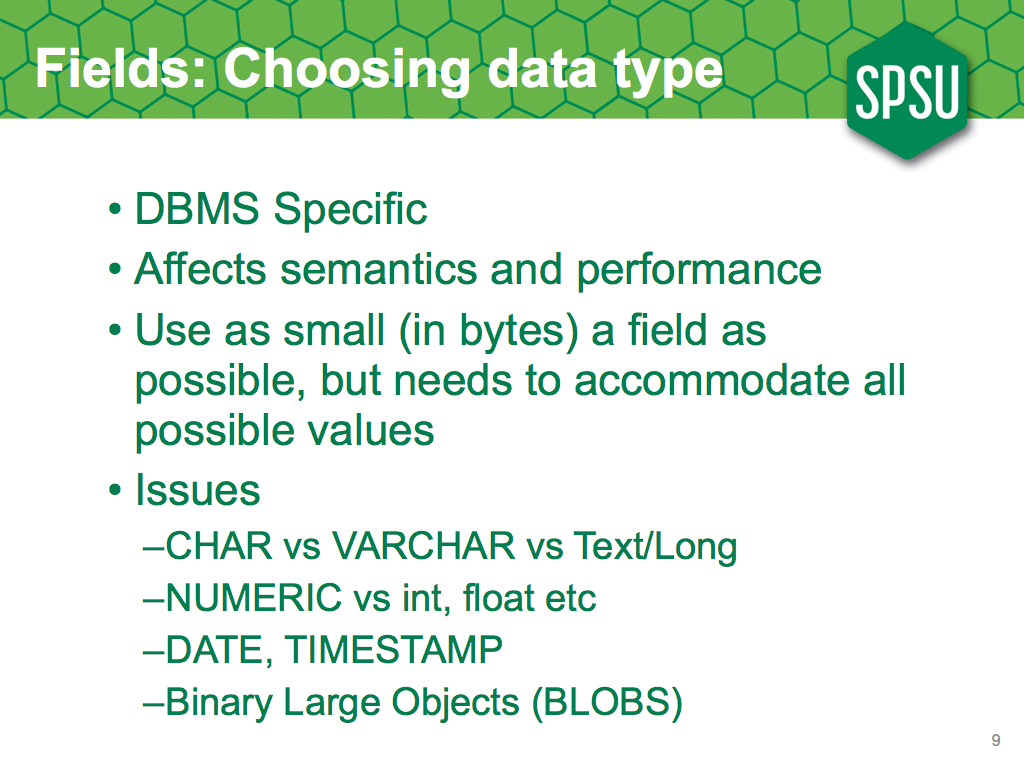 Fields: Choosing data type
SPSU
• DBMS Specific
• Affects semantics and performance
• Use as small (in bytes) a field as
possible, but needs to accommodate all
possible values
• Issues
–CHAR vs VARCHAR vs Text/Long
–NUMERIC vs int, float etc
–DATE, TIMESTAMP
–Binary Large Objects (BLOBS)
9